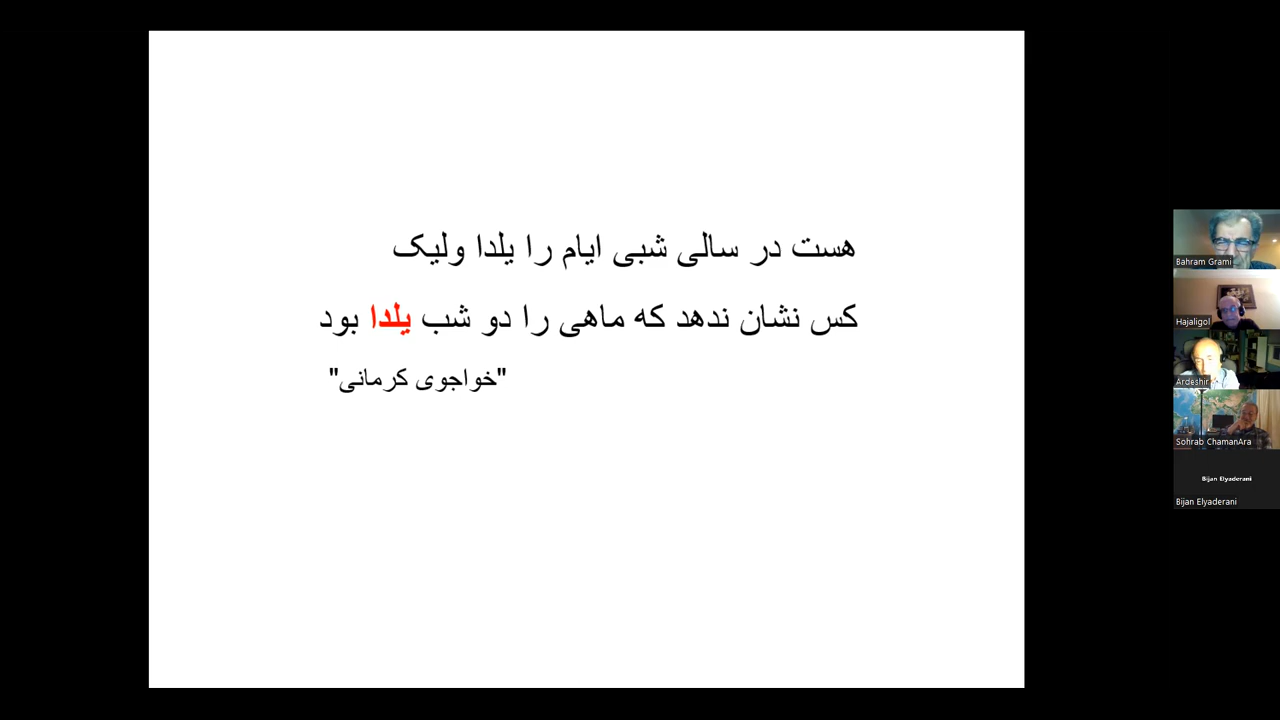 هست در سالی شبی ایام را یلدا ولیک
کس نشان ندهد که ماهی را دو شب یلدا بود
"خواجوی کرمانی"
Bahram Grami
Hajaligol
Ardeshir
Sohrab ChamanAra
Bijan Elyaderani
Bijan Elyaderani